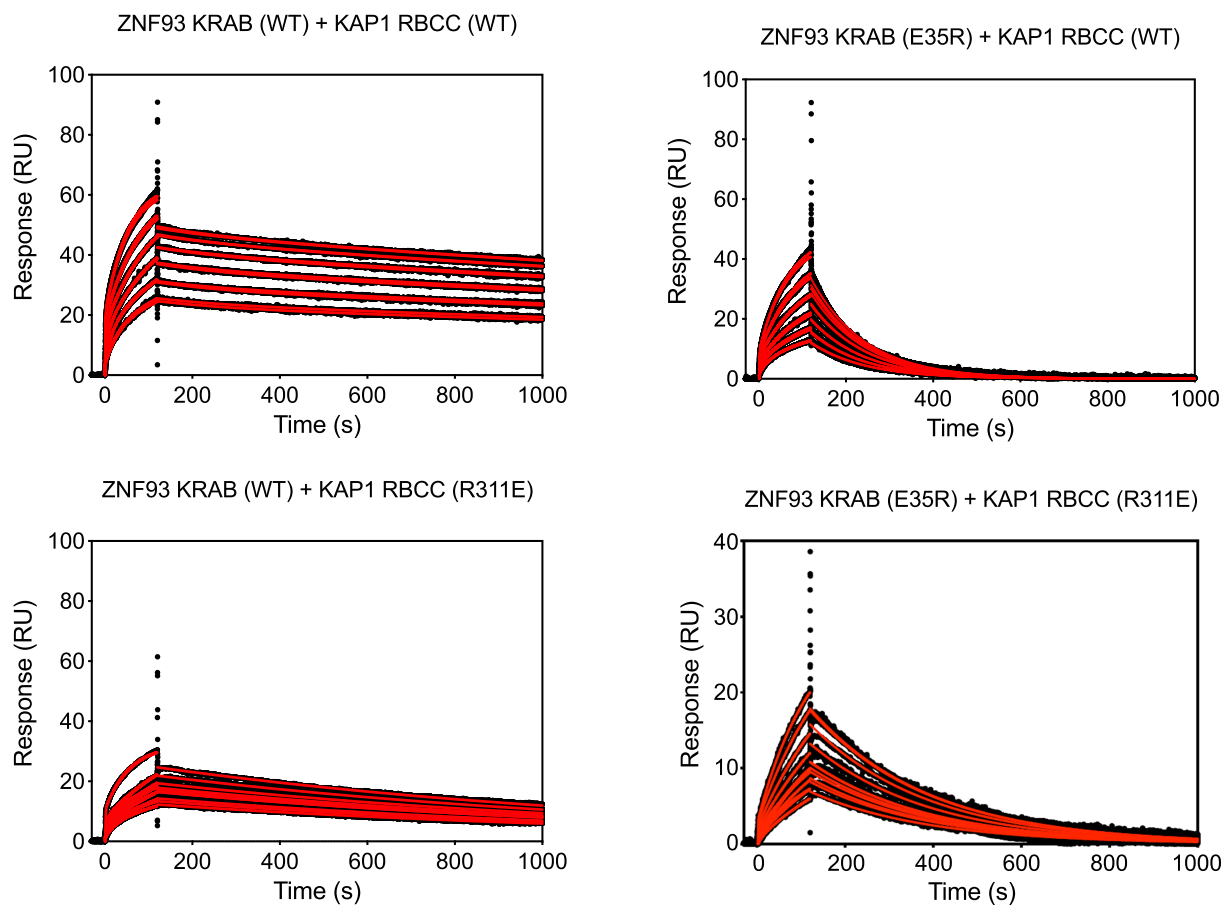 ZNF93 KRAB (WT) + KAP1 RBCC (WT)
100
80
60
40
20
0
Response (RU)
0 200 400 600 800 1000
Time (s)
ZNF93 KRAB (E35R) + KAP1 RBCC (WT)
100
80
60
40
20
0
Response (RU)
0 200 400 600 800 1000
Time (s)
ZNF93 KRAB (WT) + KAP1 RBCC (R311E)
100
80
60
40
20
0
Response (RU)
0 200 400 600 800 1000
Time (s)
ZNF93 KRAB (E35R) + KAP1 RBCC (R311E)
40
30
20
10
0
Response (RU)
0 200 400 600 800 1000
Time (s)